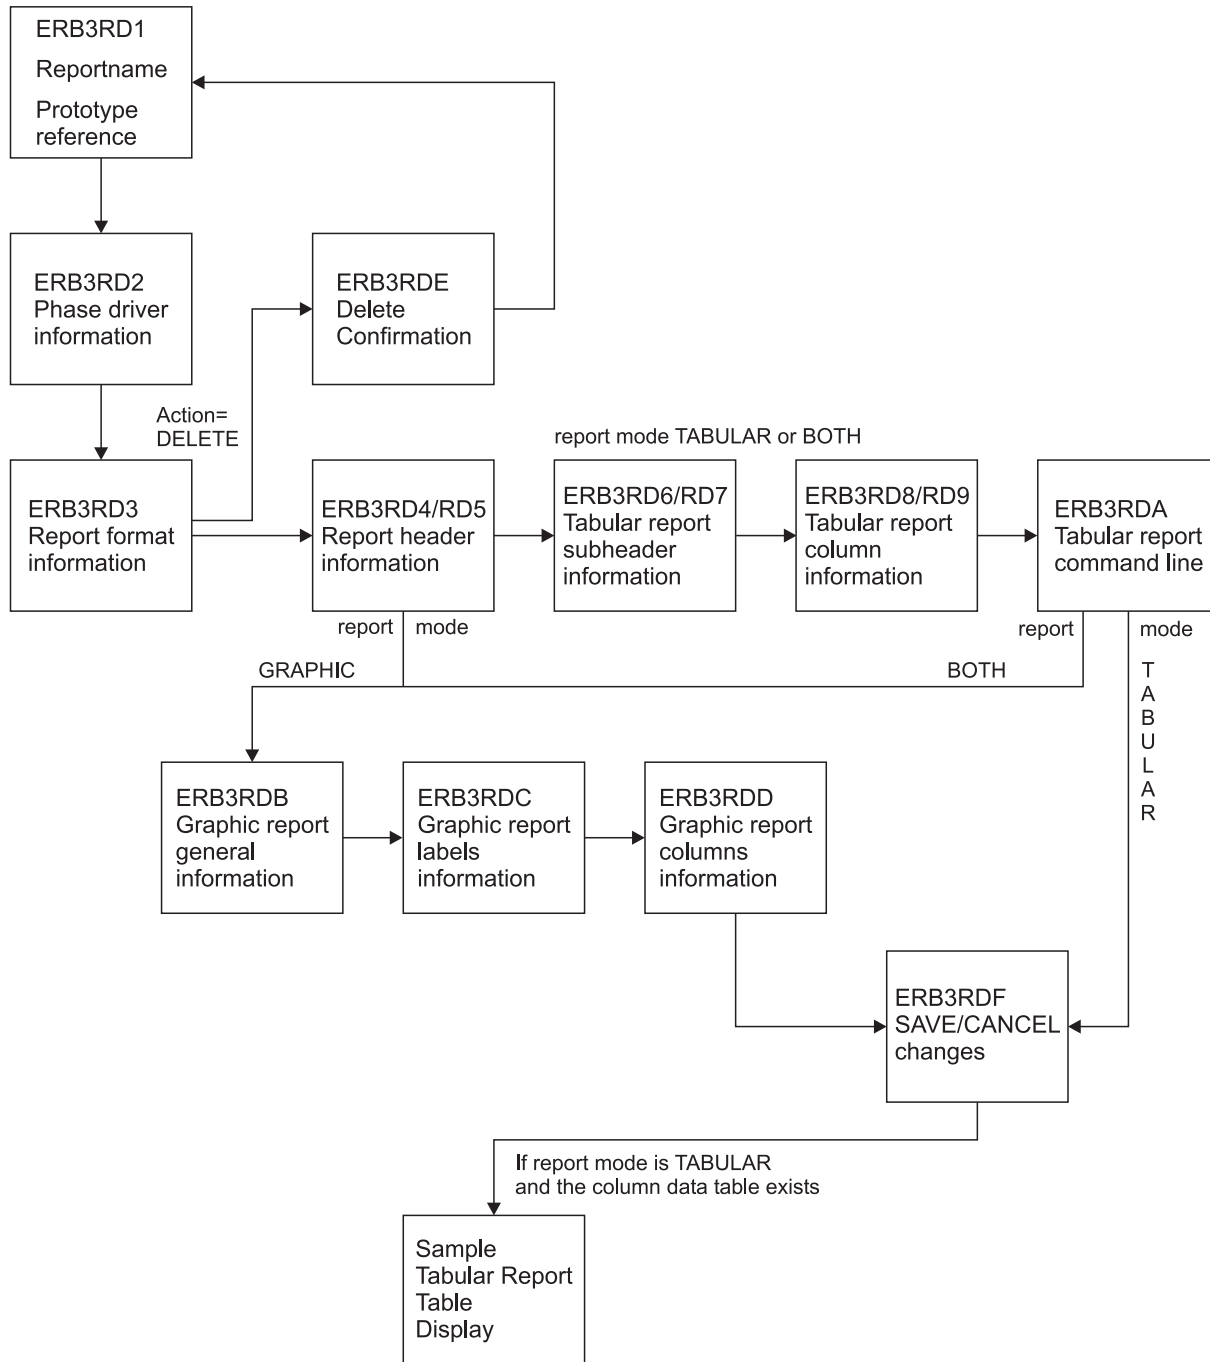 ERB3RD1
Reportname
Prototype
reference
ERB3RD2
Phase driver
information
ERB3RDE
Delete
Confirmation
Action=
DELETE
report mode TABULAR or BOTH
ERB3RD3
Report format
information
ERB3RD4/RD5
Report header
information
ERB3RD6/RD7
Tabular report
subheader
information
ERB3RD8/RD9
Tabular report
column
information
ERB3RDA
Tabular report
command line
report mode
report mode
GRAPHIC
BOTH
T
A
B
U
L
A
R
ERB3RDB
Graphic report
general
information
ERB3RDC
Graphic report
labels
information
ERB3RDD
Graphic report
columns
information
ERB3RDF
SAVE/CANCEL
changes
If report mode is TABULAR
and the column data table exists
Sample
Tabular Report
Table
Display